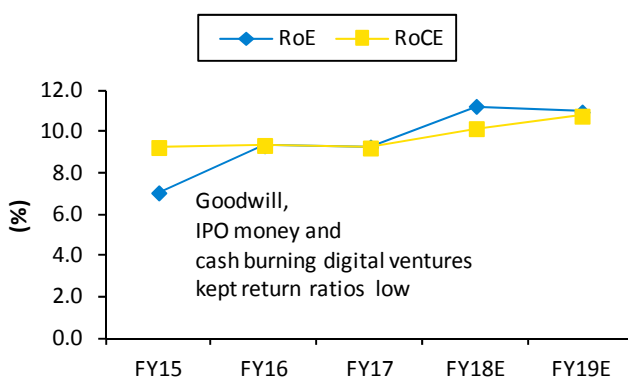 RoE RoCE
12.0
10.0
8.0
6.0
4.0
2.0
0.0
(%)
Goodwill,
IPO money and
cash burning digital ventures
kept return ratios low
FY15 FY16 FY17 FY18E FY19E